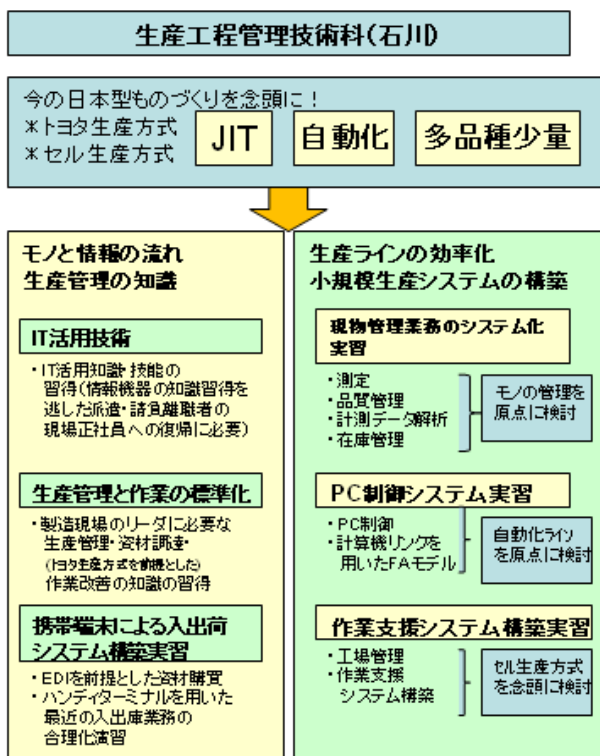 生産工程管理技術科(石川)
今の日本型ものづくりを念頭に！
＊トヨタ生産方式
＊セル生産方式
JIT
自動化
多品種少量
モノと情報の流れ
生産管理の知識
IT活用技術
・IT活用知識・技能の
習得(情報機器の知識習得を
逃した派遣・請負離職者の
現場正社員への復帰に必要)
生産管理と作業の標準化
・製造現場のリーダに必要な
生産管理・資材調達・
(トヨタ生産方式を前提とした)
作業改善の知識の習得
携帯端末による入出荷
システム構築実習
・EDIを前提とした資材購買
・ハンディターミナルを用いた
最近の入出庫業務の
合理化演習
生産ラインの効率化
小規模生産システムの構築
現物管理業務のシステム化
実習
・測定
・品質管理
・計測データ解析
・在庫管理
モノの管理を
原点に検討
PC制御システム実習
・PC制御
・計算機リンクを
用いたFAモデル
自動化ライン
を原点に検討
作業支援システム構築実習
・工場管理
・作業支援
システム構築
セル生産方式
を念頭に検討